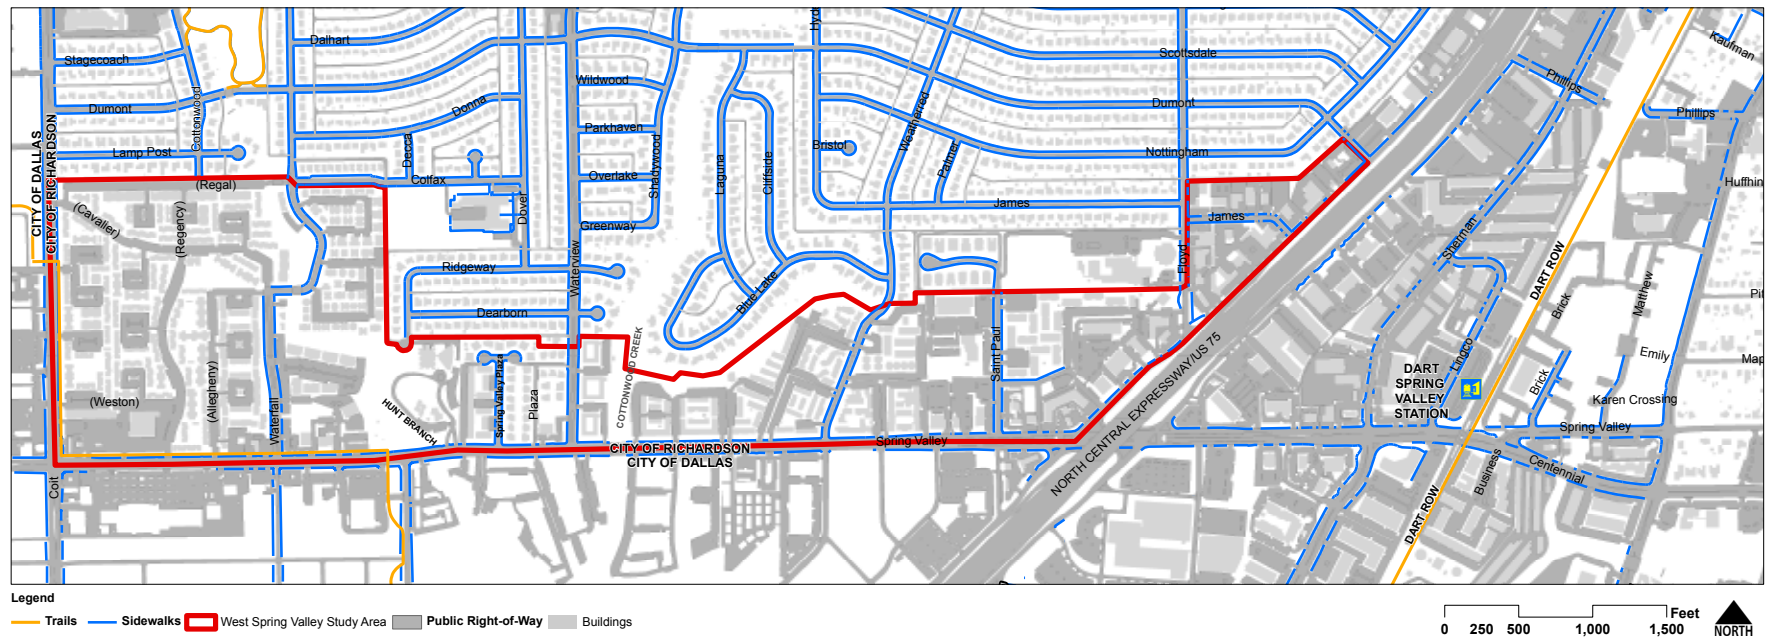 Stagecoach
Dalhart
Hyd
Scottsdale
Kaufman
Phillips
Wildwood
Dumont
Donna
Dumont
Phillips
CITY OF DALLAS
CITY OF RICHARDSON
Cottonwood
Parkhaven
Weatherred
Lamp Post
Decca
Shadywood
Bristol
Palmer
Nottingham
(Regal)
Colfax
Overlake
Laguna
Cliffside
Huffhin
(Cavalier)
(Regency)
Dover
Greenway
James
James
Sherman
Ridgeway
Waterview
Blue Lake
Floyd
DART ROW
Brick
Matthew
Dearborn
COTTONWOOD CREEK
Saint Paul
NORTH CENTRAL EXPRESSWAY/US 75
Lingco
Emily
Map
(Weston)
(Allegheny)
Waterfall
HUNT BRANCH
Spring Valley Plaza
Plaza
DART
SPRING
VALLEY
STATION
Brick
Karen Crossing
CITY OF RICHARDSON
CITY OF DALLAS
Spring Valley
Spring Valley
Coit
Business
Centennial
DART ROW
Legend
Trails
Sidewalks
West Spring Valley Study Area
Public Right-of-Way
Buildings
Feet
0 250 500 1,000 1,500
NORTH